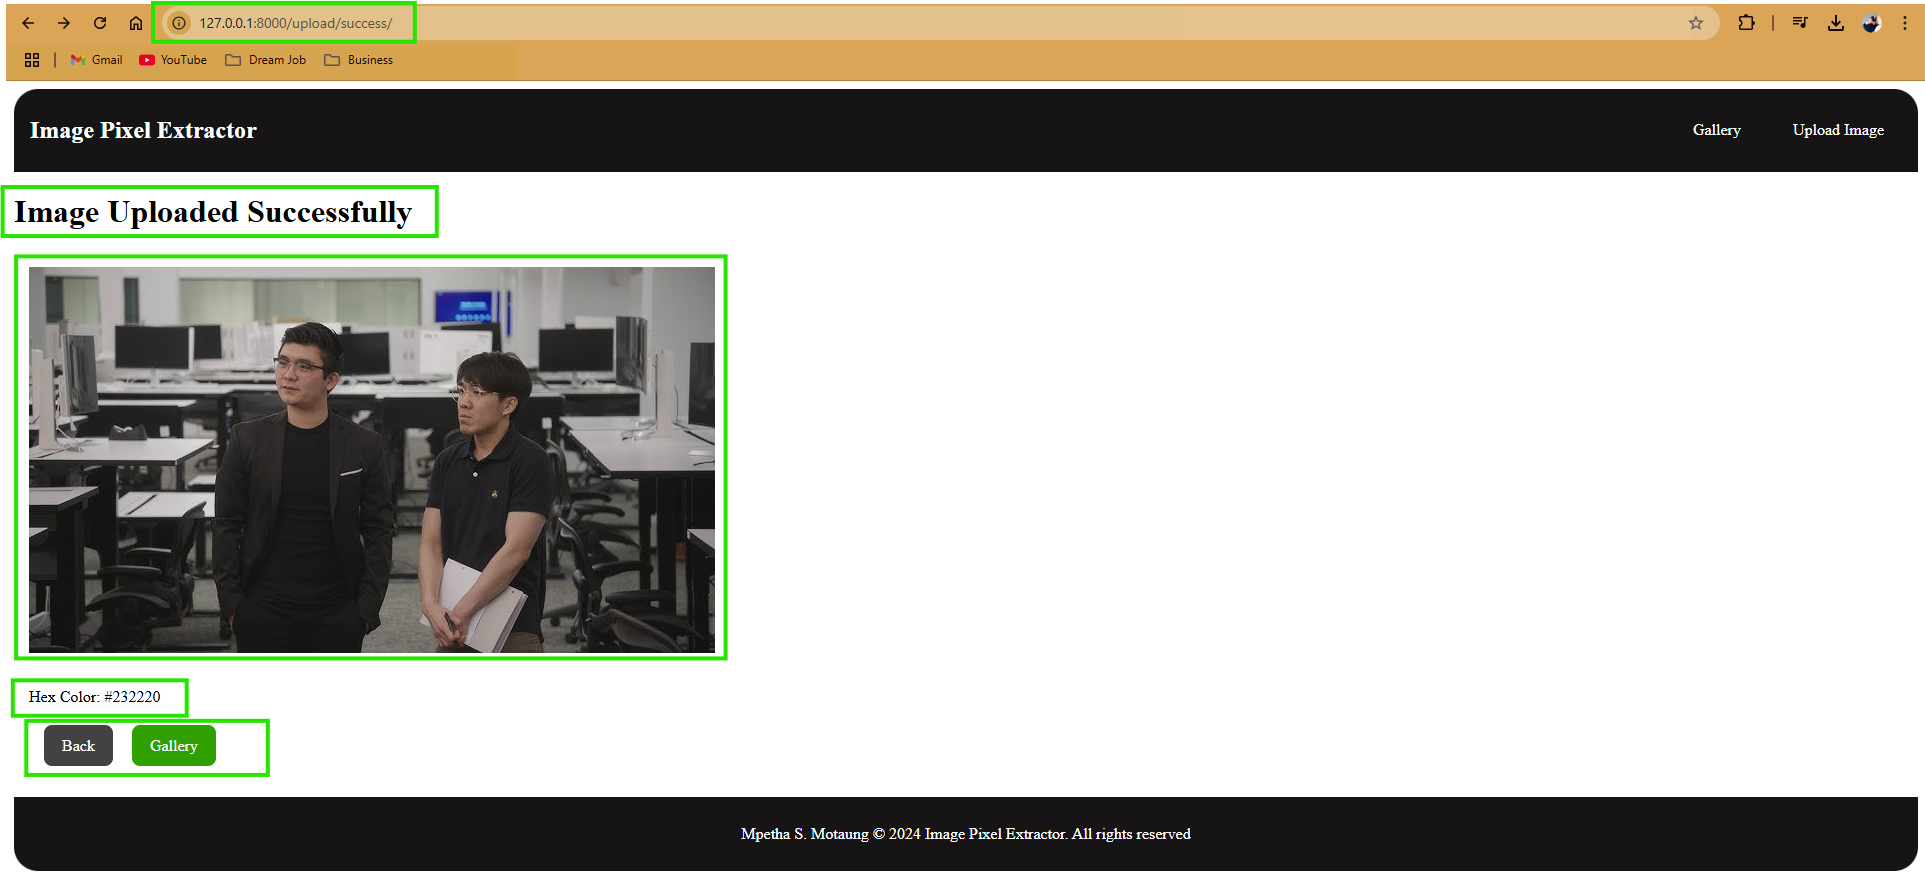 127.0.0.1:8000/upload/success/
Gmail YouTube Dream Job Business
Image Pixel Extractor Gallery Upload Image
Image Uploaded Successfully
Hex Color: #232220
Back Gallery
Mpetha S. Motaung © 2024 Image Pixel Extractor. All rights reserved